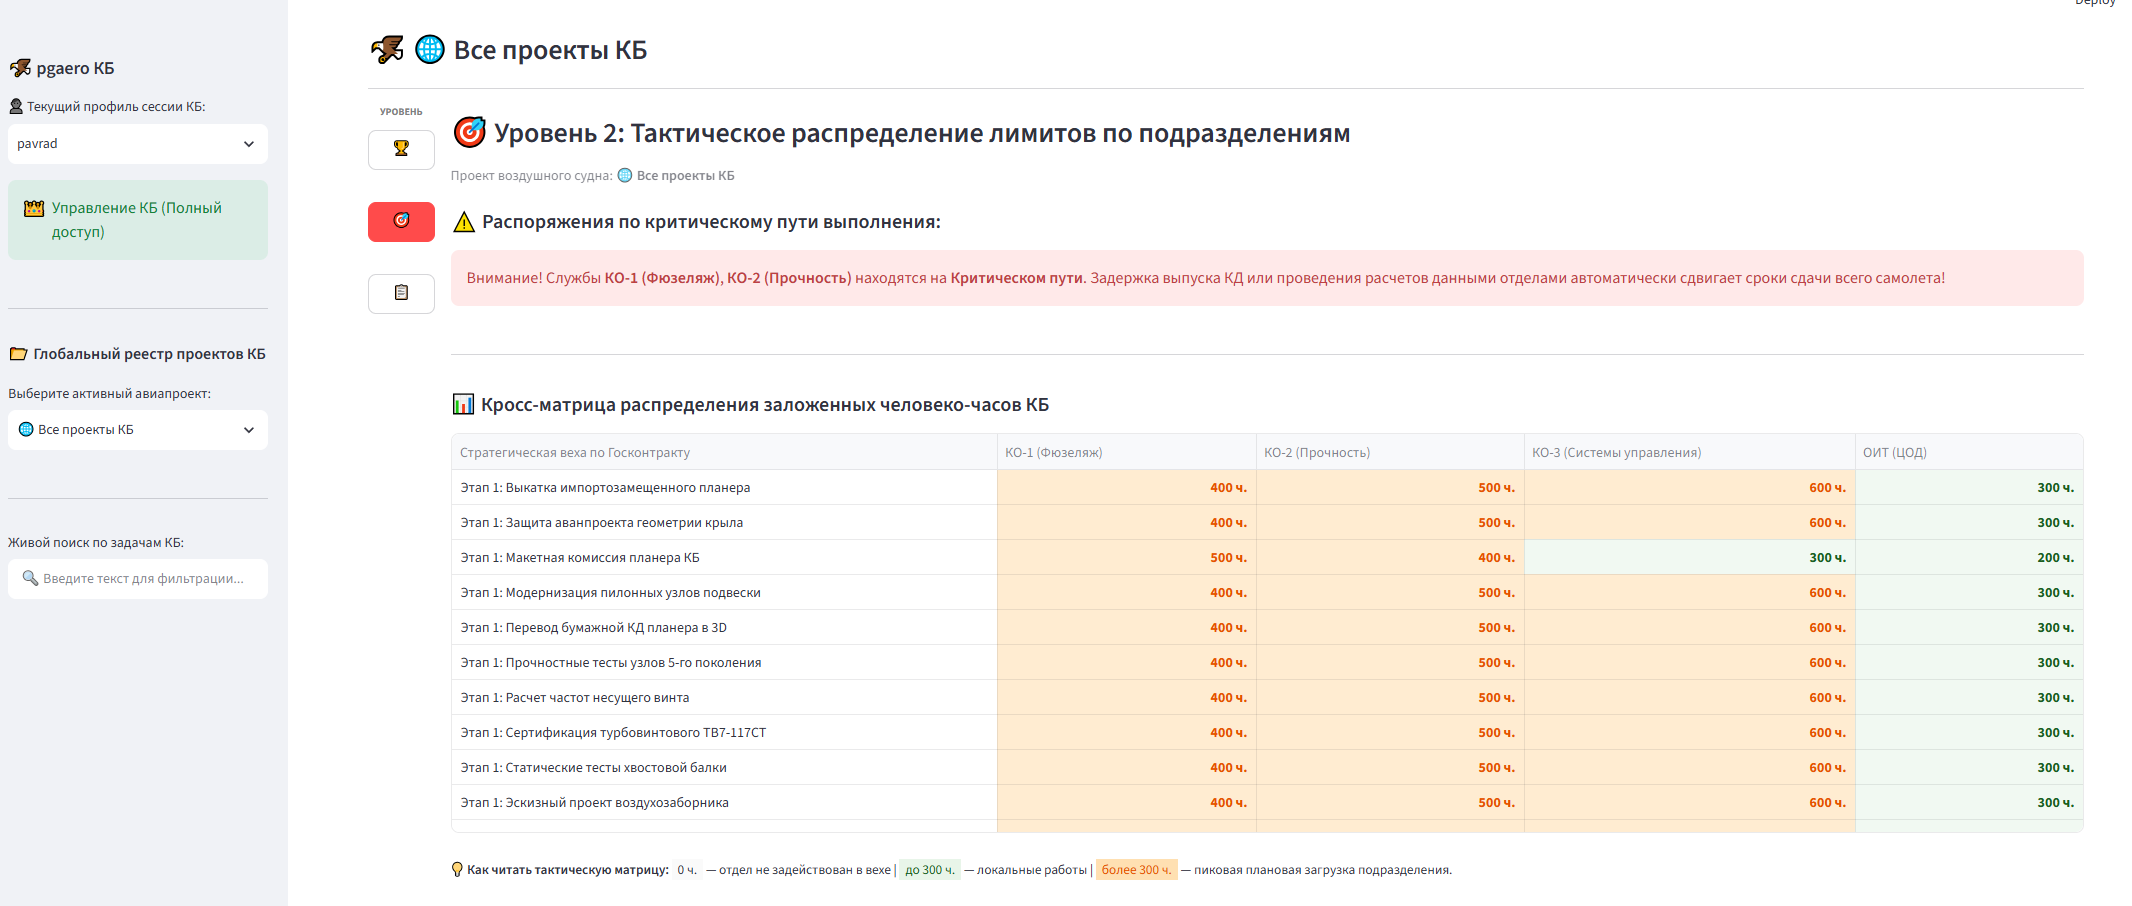 Deploy
pgaero КБ
Текущий профиль сессии КБ:
pavrad
Управление КБ (Полный
доступ)
Глобальный реестр проектов КБ
Выберите активный авиапроект:
Все проекты КБ
Живой поиск по задачам КБ:
Введите текст для фильтрации...
Все проекты КБ
УРОВЕНЬ
Уровень 2: Тактическое распределение лимитов по подразделениям
Проект воздушного судна: Все проекты КБ
Распоряжения по критическому пути выполнения:
Внимание! Службы КО-1 (Фюзеляж), КО-2 (Прочность) находятся на Критическом пути. Задержка выпуска КД или проведения расчетов данными отделами автоматически сдвигает сроки сдачи всего самолета!
Кросс-матрица распределения заложенных человеко-часов КБ
Стратегическая веха по Госконтракту КО-1 (Фюзеляж) КО-2 (Прочность) КО-3 (Системы управления) ОИТ (ЦОД)
Этап 1: Выкатка импортозамещенного планера 400 ч. 500 ч. 600 ч. 300 ч.
Этап 1: Защита аванпроекта геометрии крыла 400 ч. 500 ч. 600 ч. 300 ч.
Этап 1: Макетная комиссия планера КБ 500 ч. 400 ч. 300 ч. 200 ч.
Этап 1: Модернизация пилонных узлов подвески 400 ч. 500 ч. 600 ч. 300 ч.
Этап 1: Перевод бумажной КД планера в 3D 400 ч. 500 ч. 600 ч. 300 ч.
Этап 1: Прочностные тесты узлов 5-го поколения 400 ч. 500 ч. 600 ч. 300 ч.
Этап 1: Расчет частот несущего винта 400 ч. 500 ч. 600 ч. 300 ч.
Этап 1: Сертификация турбовинтового ТВ7-117СТ 400 ч. 500 ч. 600 ч. 300 ч.
Этап 1: Статические тесты хвостовой балки 400 ч. 500 ч. 600 ч. 300 ч.
Этап 1: Эскизный проект воздухозаборника 400 ч. 500 ч. 600 ч. 300 ч.
Как читать тактическую матрицу: 0 ч. — отдел не задействован в вехе | до 300 ч. — локальные работы | более 300 ч. — пиковая плановая загрузка подразделения.